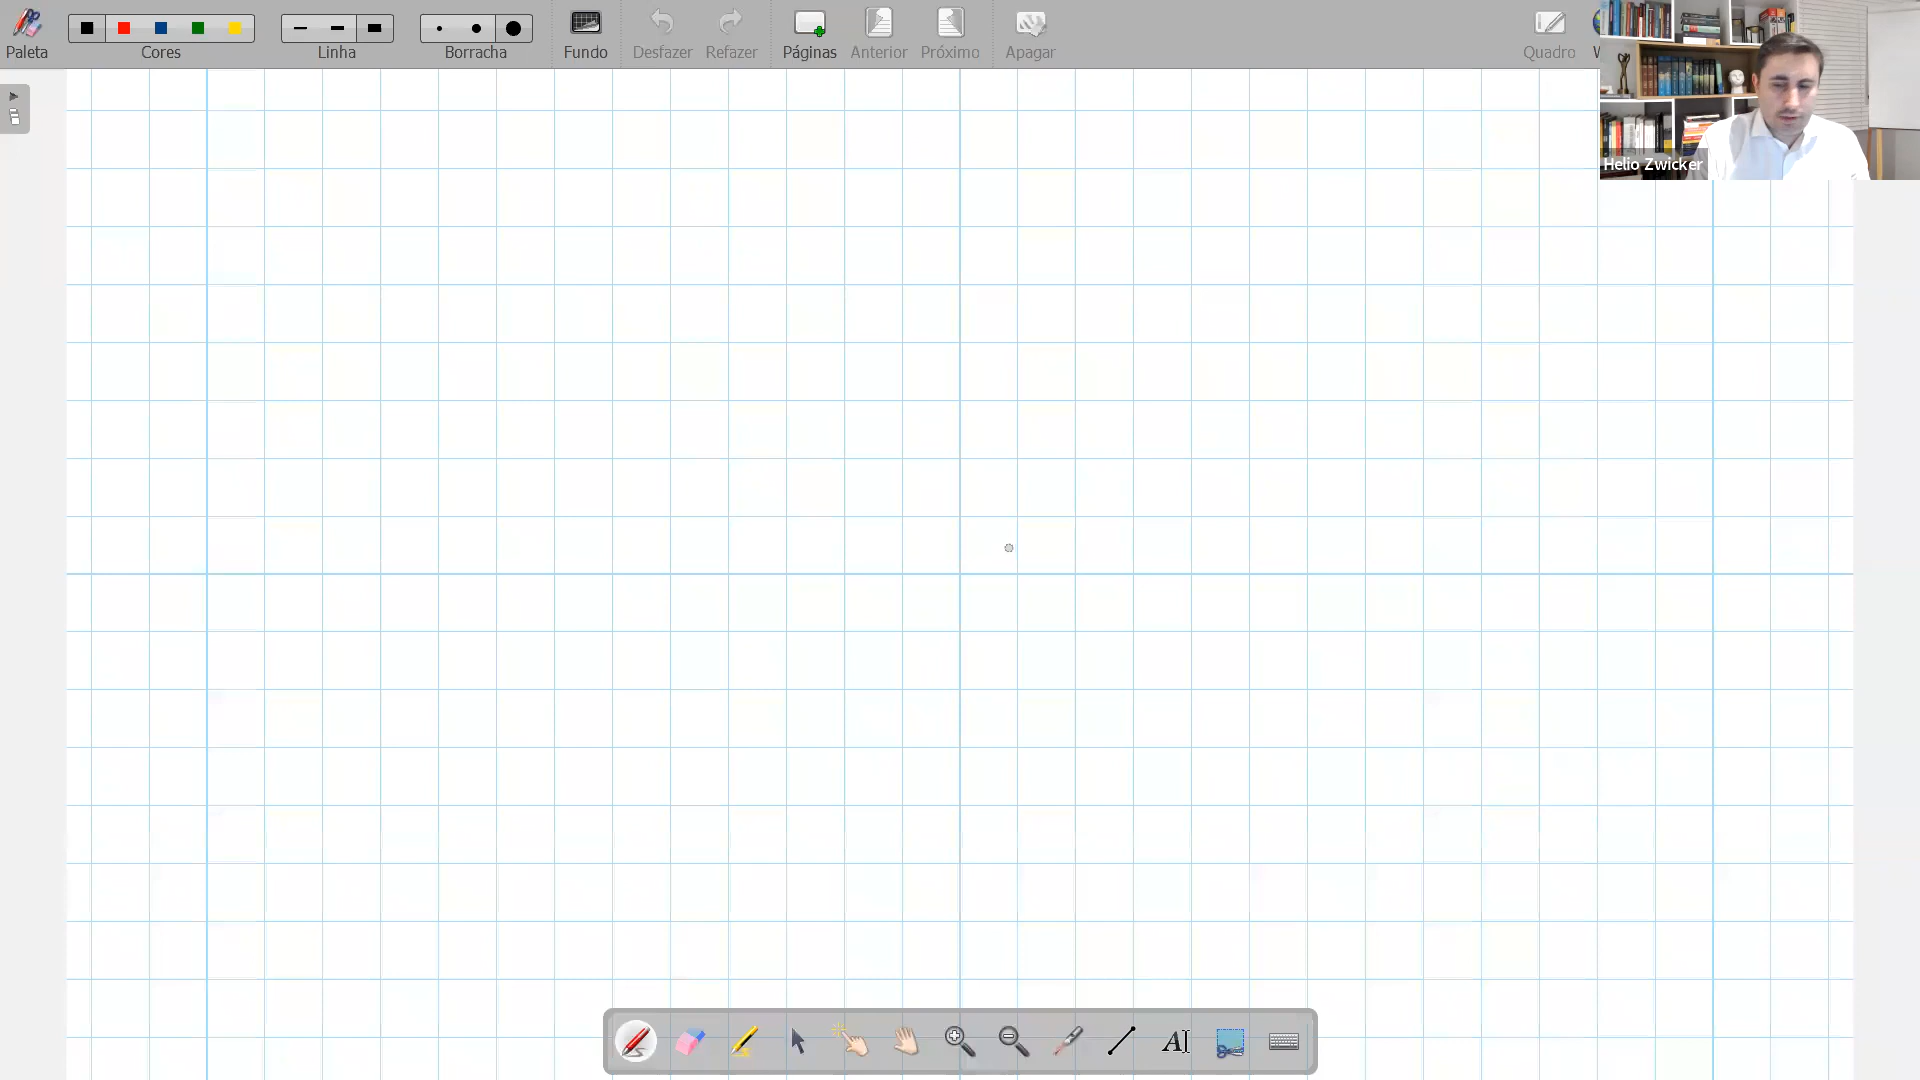 Paleta
Cores
Linha
Borracha
Fundo
Desfazer
Refazer
Páginas
Anterior
Próximo
Apagar
Quadro
Helio Zwicker